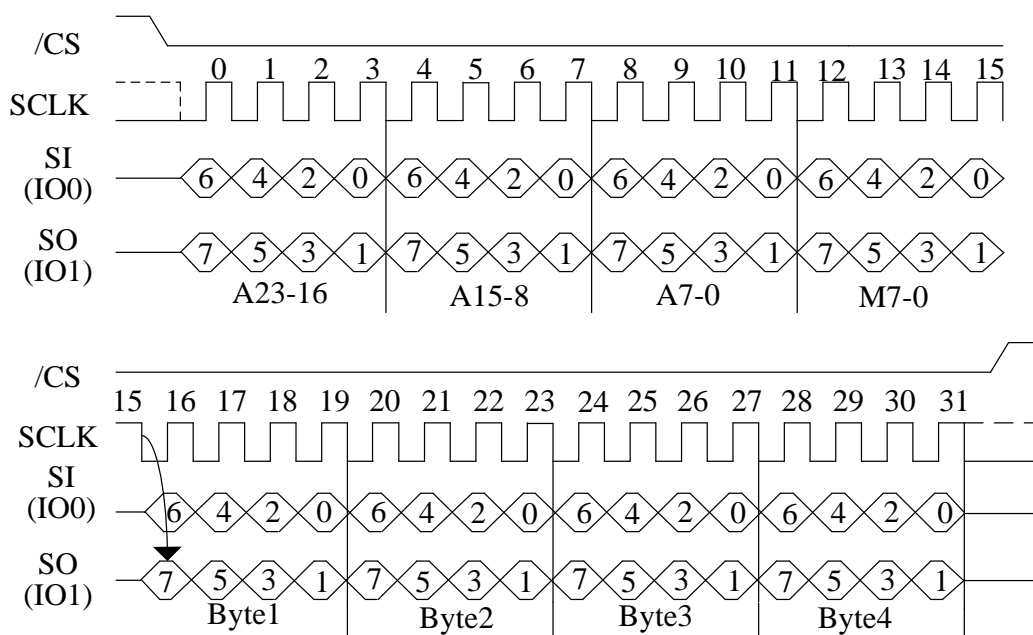 /CS
0 1 2 3 4 5 6 7 8 9 10 11 12 13 14 15
SCLK
SI
(IO0)
6 4 2 0 6 4 2 0 6 4 2 0 6 4 2 0
SO
(IO1)
7 5 3 1 7 5 3 1 7 5 3 1 7 5 3 1
A23-16 A15-8 A7-0 M7-0
/CS
15 16 17 18 19 20 21 22 23 24 25 26 27 28 29 30 31
SCLK
SI
(IO0)
6 4 2 0 6 4 2 0 6 4 2 0 6 4 2 0
SO
(IO1)
7 5 3 1 7 5 3 1 7 5 3 1 7 5 3 1
Byte1 Byte2 Byte3 Byte4